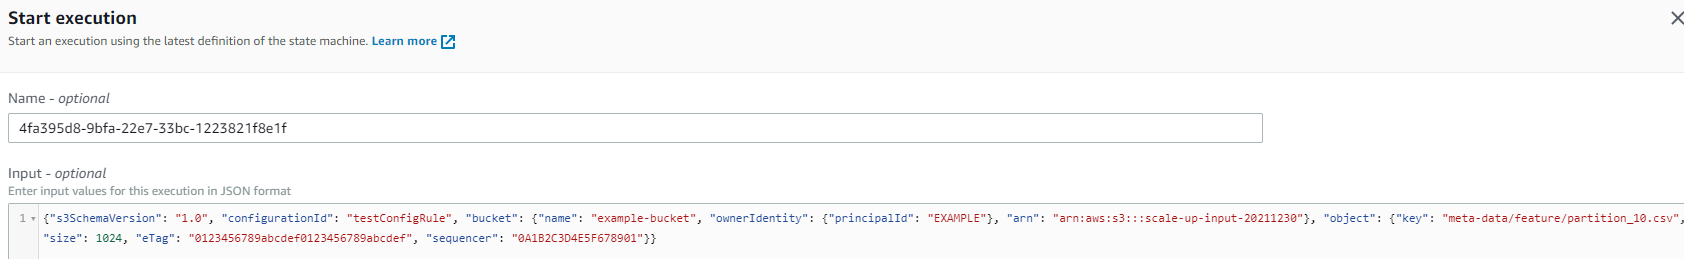 Start execution
Start an execution using the latest definition of the state machine. Learn more
Name - optional
4fa395d8-9bfa-22e7-33bc-1223821f8e1f
Input - optional
Enter input values for this execution in JSON format
1 {"s3SchemaVersion": "1.0", "configurationId": "testConfigRule", "bucket": {"name": "example-bucket", "ownerIdentity": {"principalId": "EXAMPLE"}, "arn": "arn:aws:s3:::scale-up-input-20211230"}, "object": {"key": "meta-data/feature/partition_10.csv",
"size": 1024, "eTag": "0123456789abcdef0123456789abcdef", "sequencer": "0A1B2C3D4E5F678901"}}